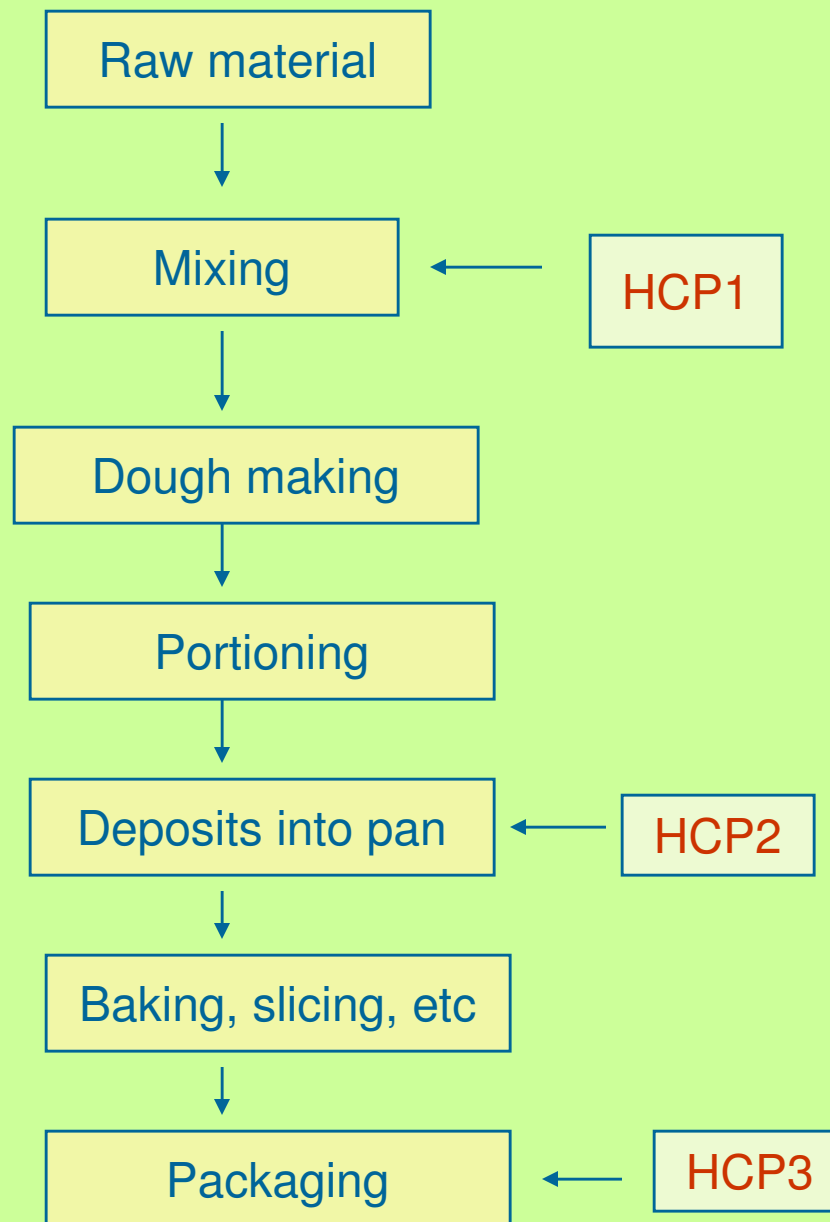 Raw material
Mixing
HCP1
Dough making
Portioning
Deposits into pan
HCP2
Baking, slicing, etc
Packaging
HCP3